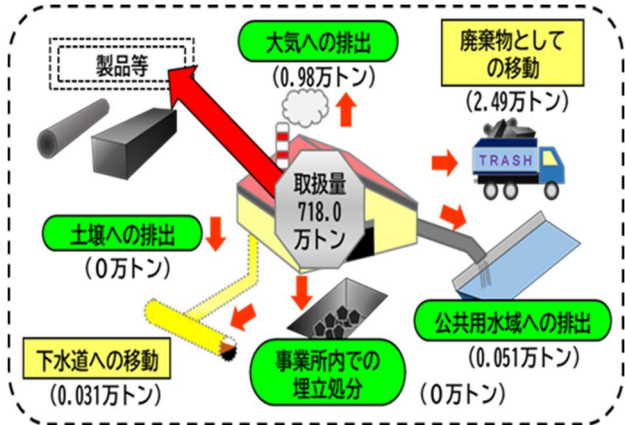 大気への排出
(0.98万トン)
廃棄物として
の移動
(2.49万トン)
製品等
TRASH
取扱量
718.0
万トン
土壌への排出
(0万トン)
公共用水域への排出
(0.051万トン)
下水道への移動
(0.031万トン)
事業所内での
埋立処分
(0万トン)